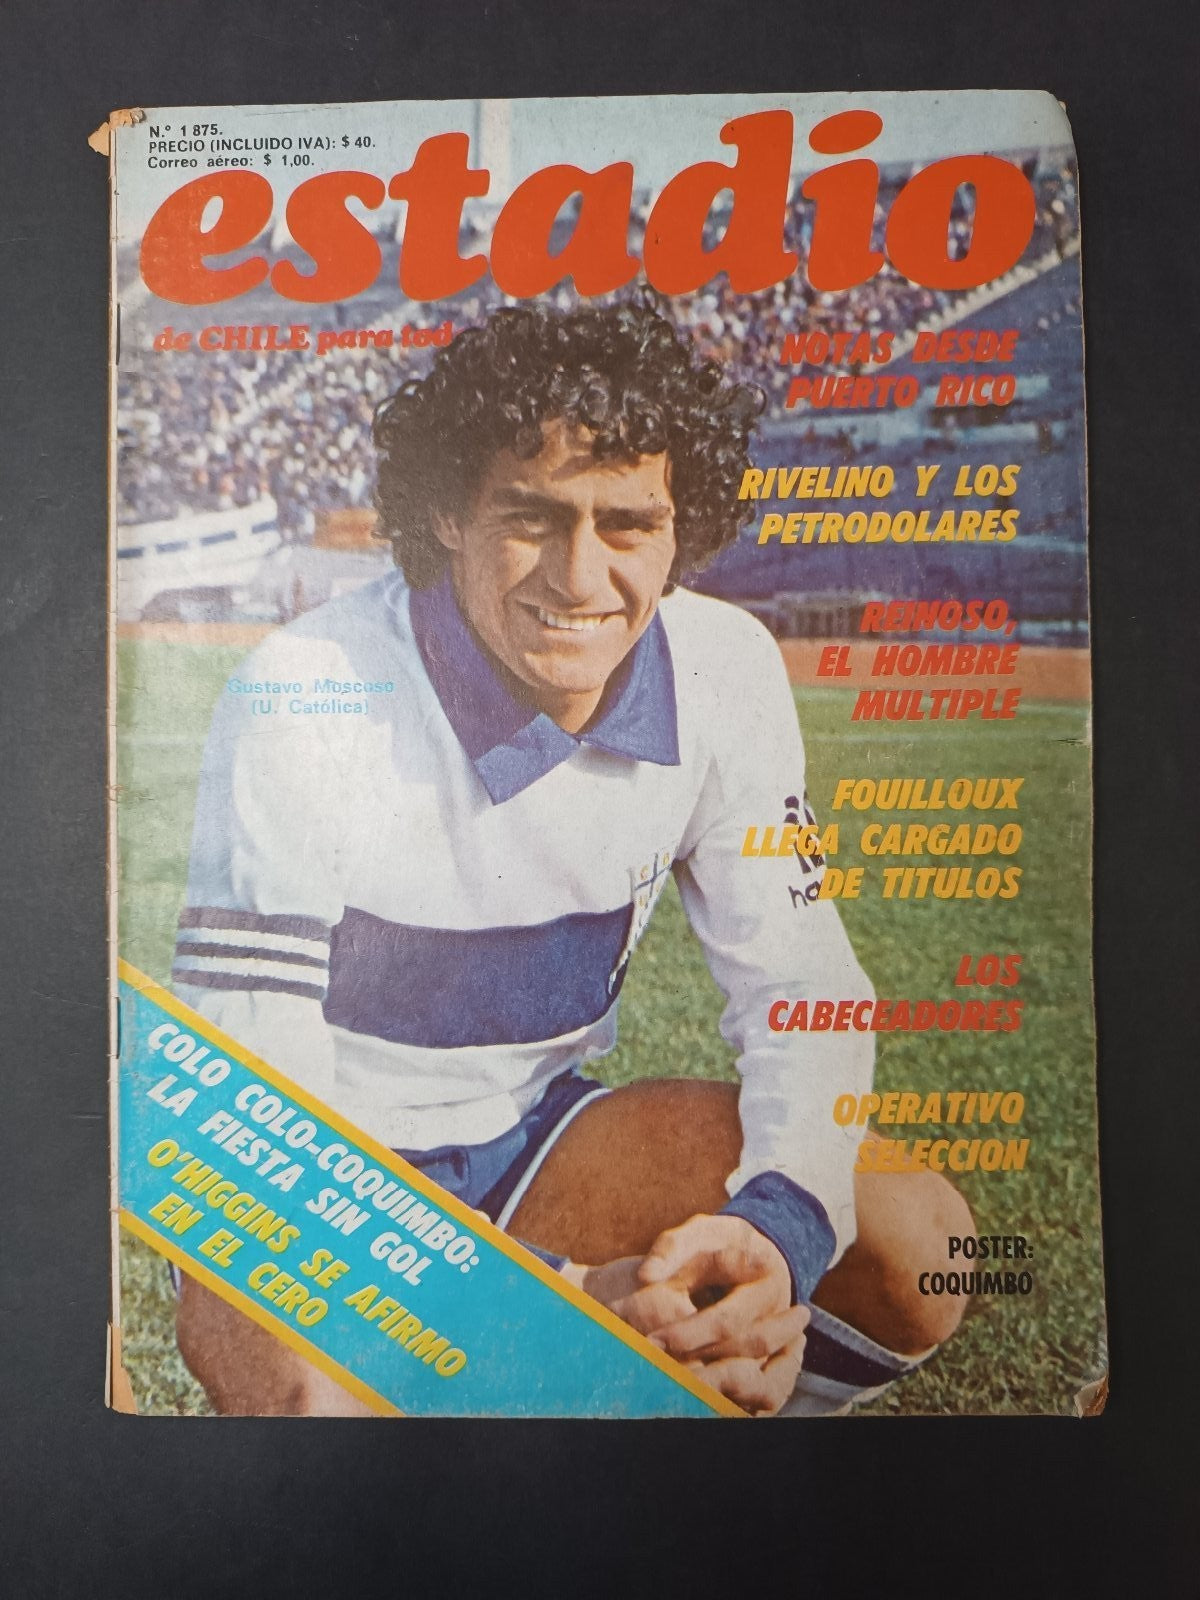 N.º 1 875.
PRECIO (INCLUIDO IVA): $ 40.
Correo aéreo: $ 1,00.
estadio
de CHILE para tod
NOTAS DESDE
PUERTO RICO
RIVELINO Y LOS
PETRODOLARES
REINOSO,
EL HOMBRE
MULTIPLE
Gustavo Moscoso
(U. Católica)
FOUILLOUX
LLEGA CARGADO
DE TITULOS
LOS
CABECEADORES
OPERATIVO
SELECCION
POSTER:
COQUIMBO
COLO COLO-COQUIMBO:
LA FIESTA SIN GOL
O'HIGGINS SE AFIRMO
EN EL CERO